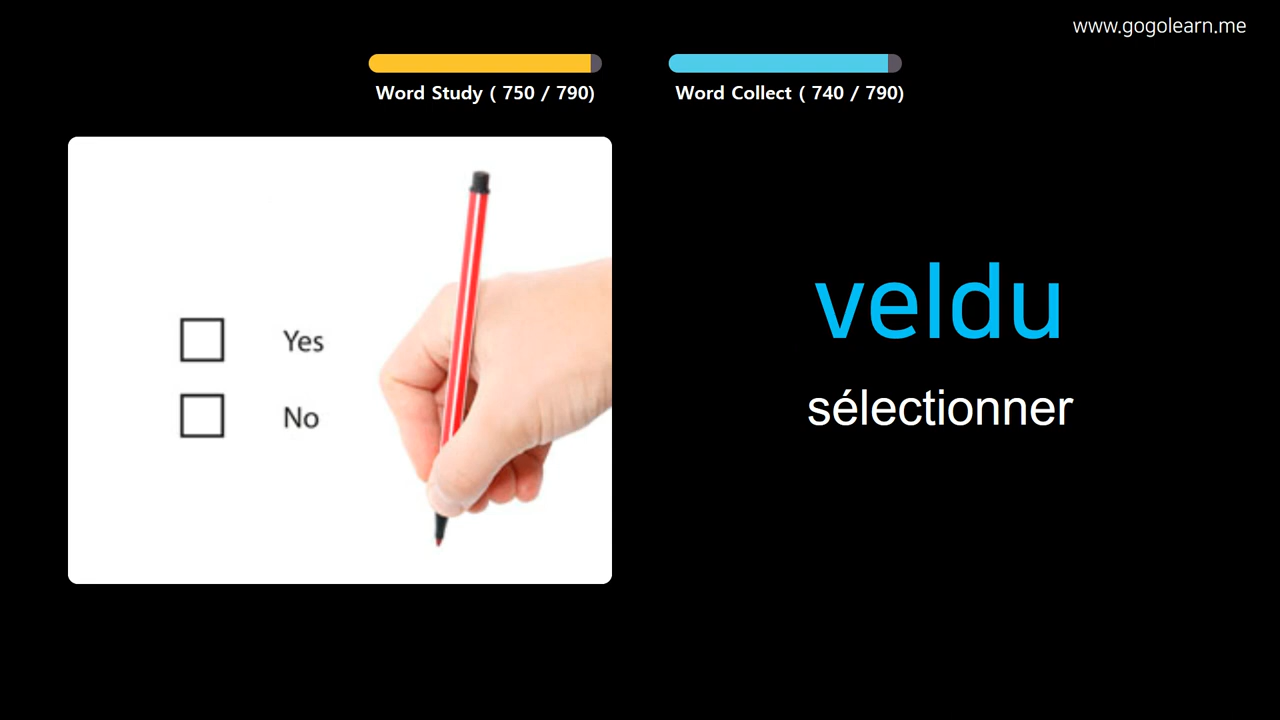 www.gogolearn.me
Word Study ( 750 / 790)
Word Collect ( 740 / 790)
Yes
No
veldu
sélectionner